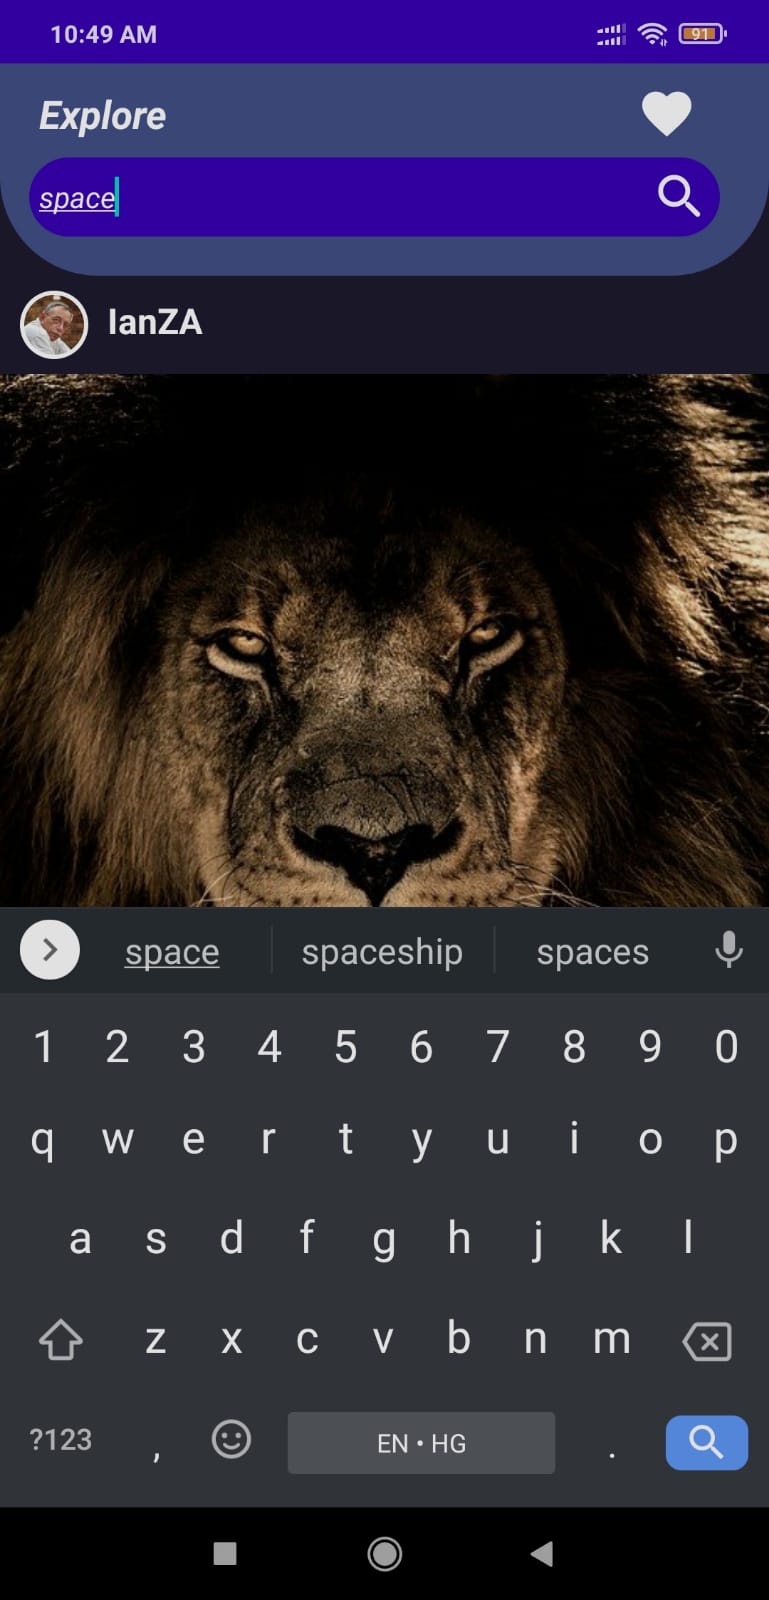 10:49 AM 91
Explore
space
IanZA
space spaceship spaces
1 2 3 4 5 6 7 8 9 0
q w e r t y u i o p
a s d f g h j k l
z x c v b n m
?123 , EN • HG .